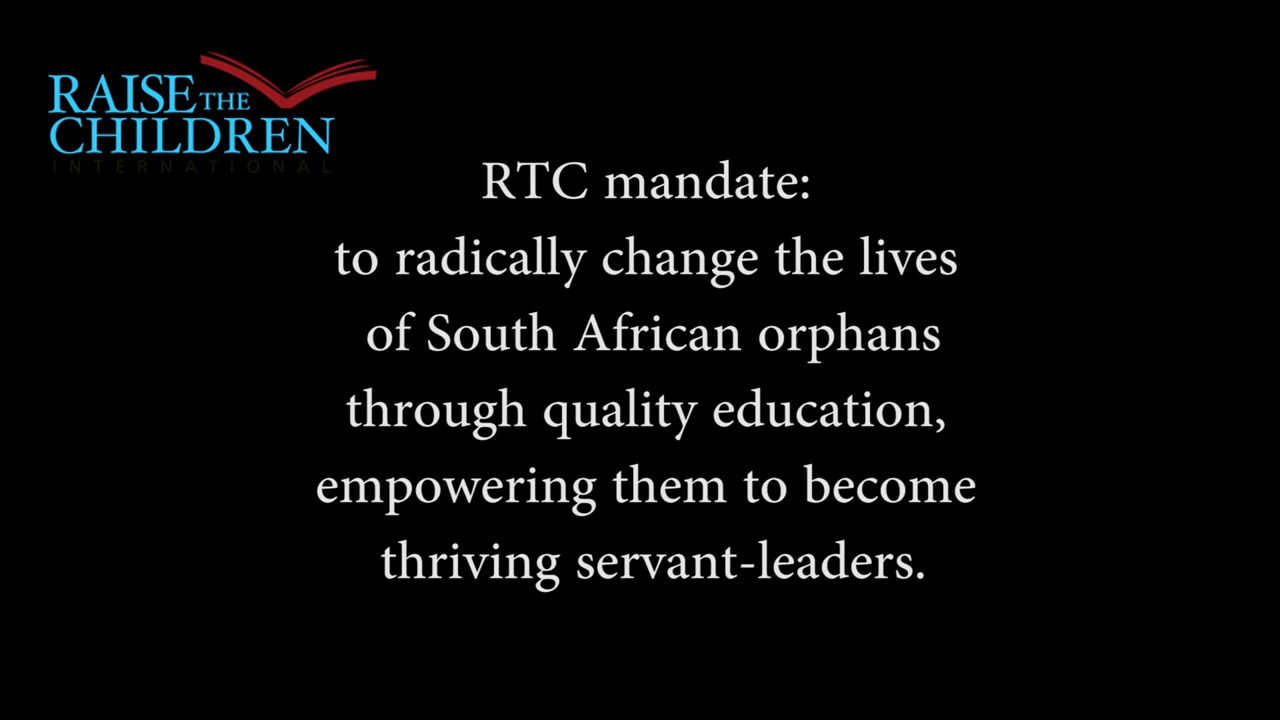 RAISE THE
CHILDREN
INTERNATIONAL
RTC mandate:
to radically change the lives
of South African orphans
through quality education,
empowering them to become
thriving servant-leaders.